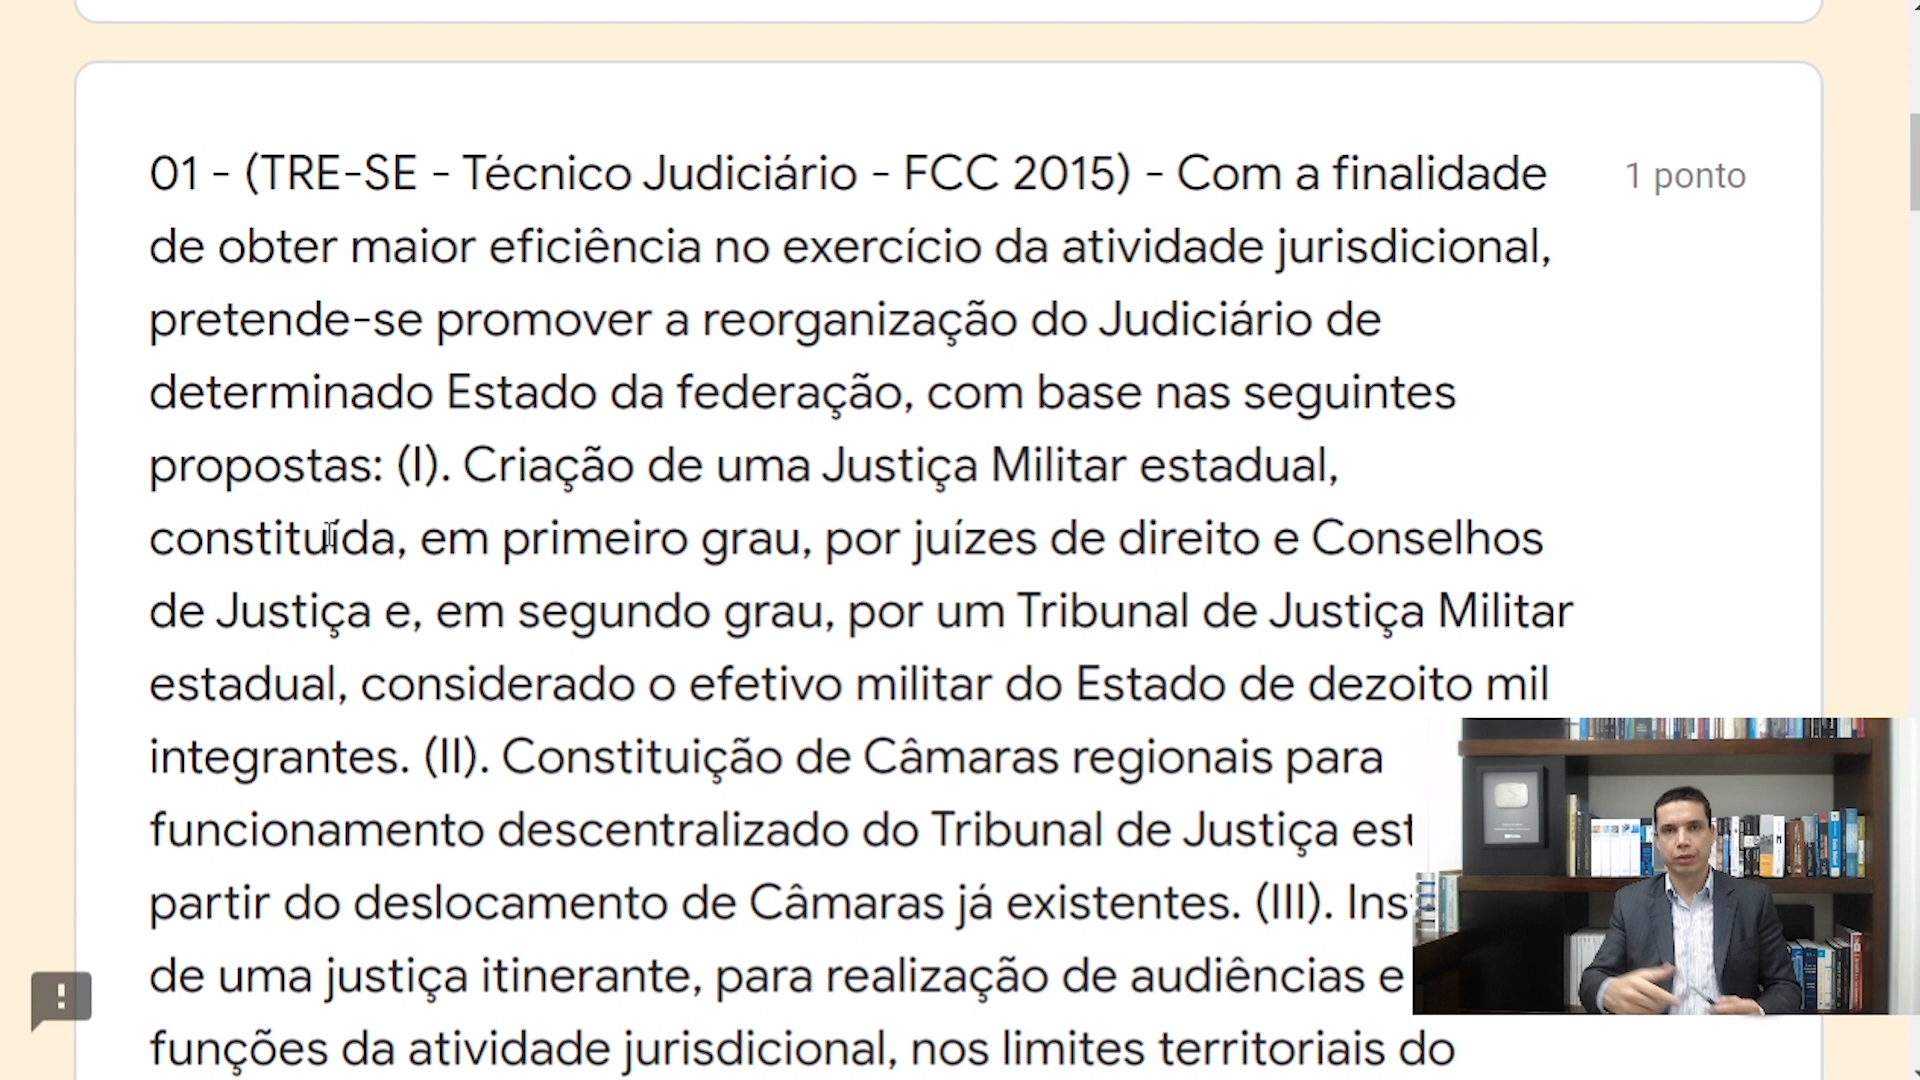 01 - (TRE-SE - Técnico Judiciário - FCC 2015) - Com a finalidade
1 ponto
de obter maior eficiência no exercício da atividade jurisdicional,
pretende-se promover a reorganização do Judiciário de
determinado Estado da federação, com base nas seguintes
propostas: (I). Criação de uma Justiça Militar estadual,
constituída, em primeiro grau, por juízes de direito e Conselhos
de Justiça e, em segundo grau, por um Tribunal de Justiça Militar
estadual, considerado o efetivo militar do Estado de dezoito mil
integrantes. (II). Constituição de Câmaras regionais para
funcionamento descentralizado do Tribunal de Justiça est
partir do deslocamento de Câmaras já existentes. (III). Ins
de uma justiça itinerante, para realização de audiências e
funções da atividade jurisdicional, nos limites territoriais do